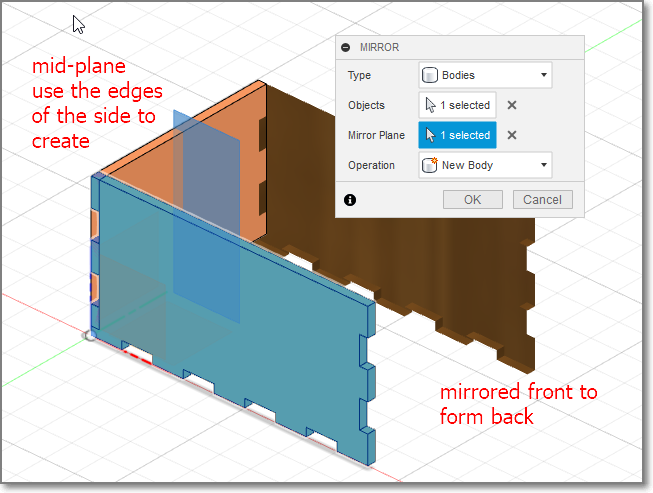 mid-plane
use the edges
of the side to
create
MIRROR
Type Bodies
Objects 1 selected
Mirror Plane 1 selected
Operation New Body
OK Cancel
mirrored front to
form back